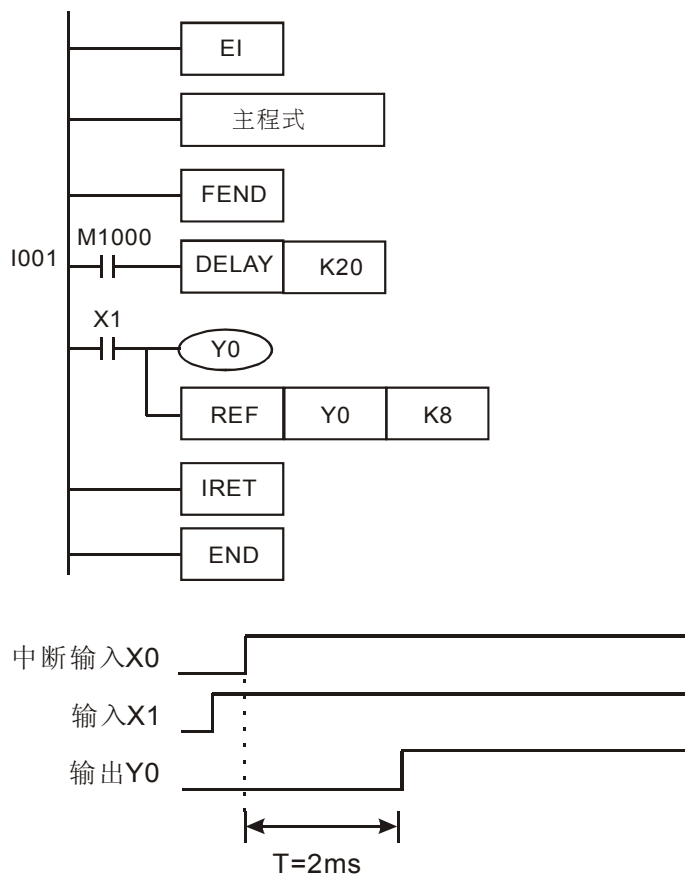 EI
主程式
FEND
M1000
I001 DELAY K20
X1
Y0
REF Y0 K8
IRET
END
中断输入X0
输入X1
输出Y0
T=2ms